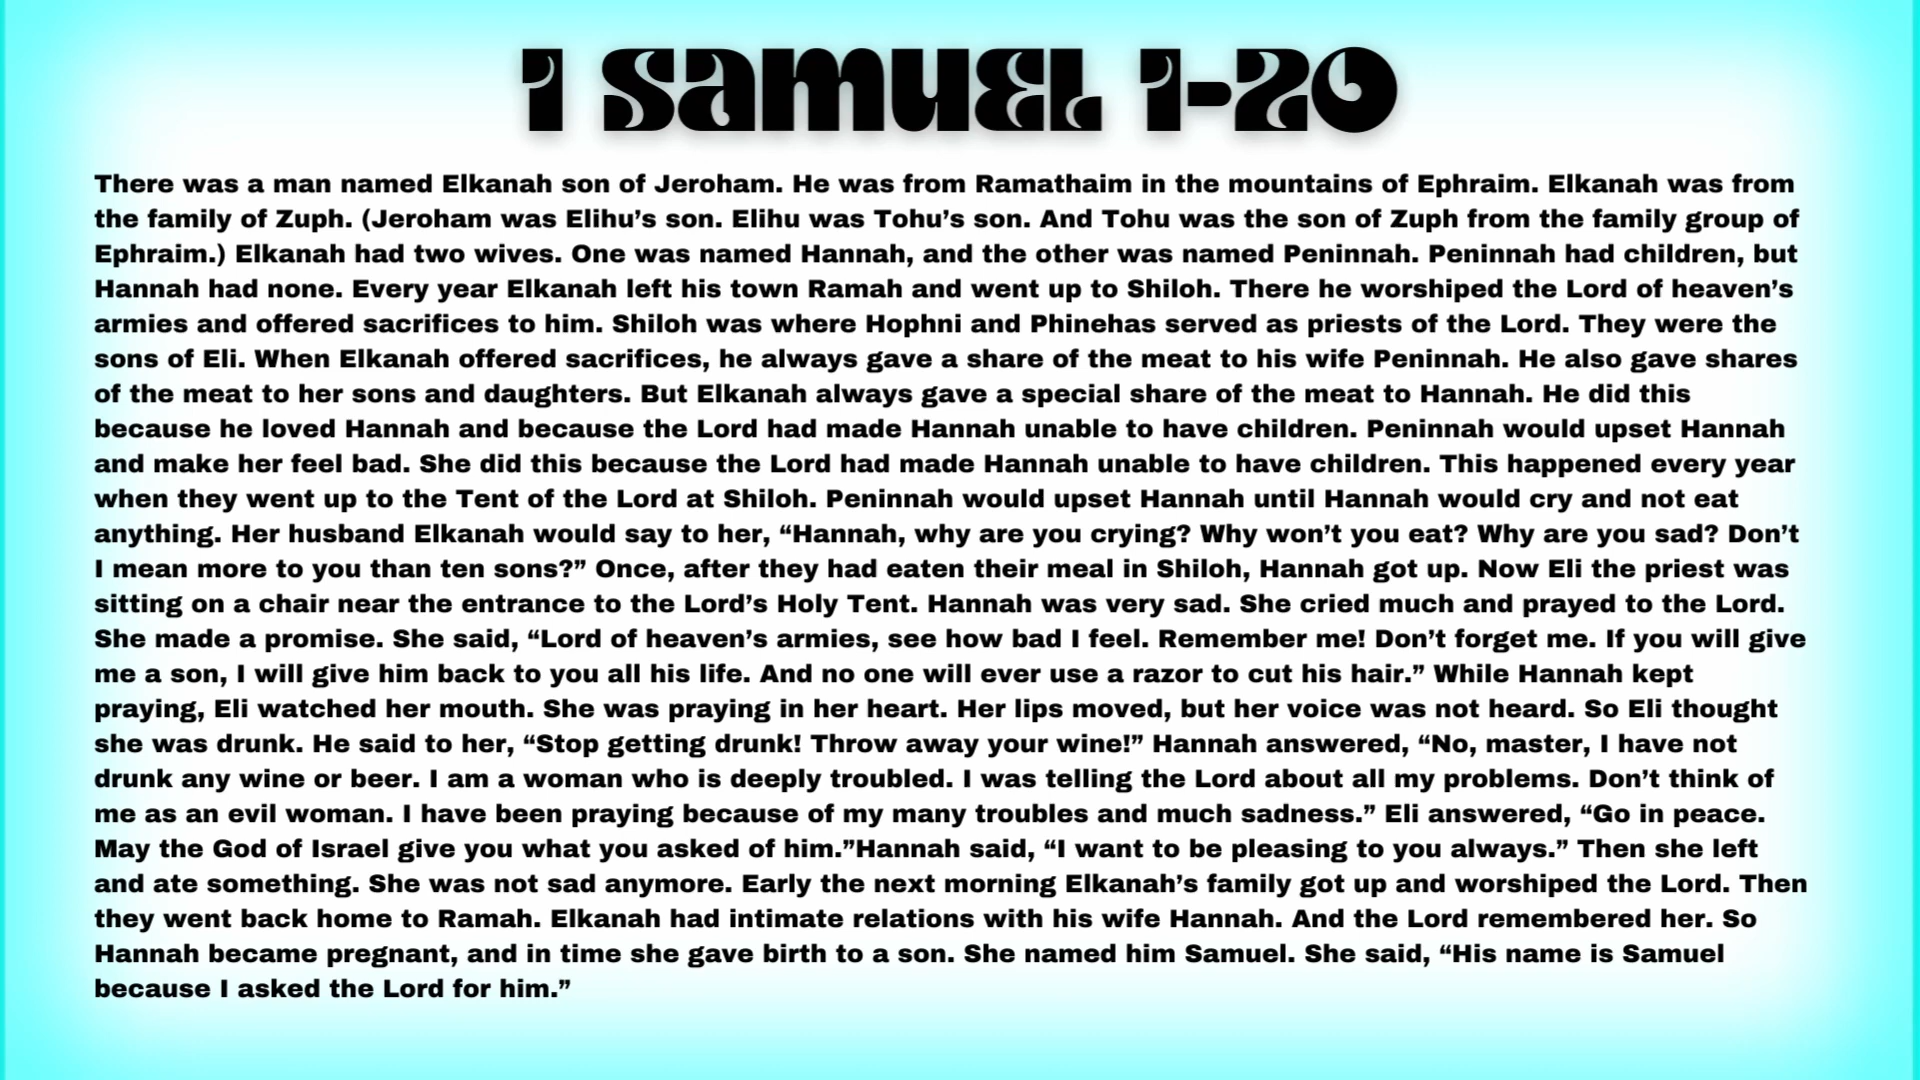 1 Samuel 1-20
There was a man named Elkanah son of Jeroham. He was from Ramathaim in the mountains of Ephraim. Elkanah was from
the family of Zuph. (Jeroham was Elihu’s son. Elihu was Tohu’s son. And Tohu was the son of Zuph from the family group of
Ephraim.) Elkanah had two wives. One was named Hannah, and the other was named Peninnah. Peninnah had children, but
Hannah had none. Every year Elkanah left his town Ramah and went up to Shiloh. There he worshiped the Lord of heaven’s
armies and offered sacrifices to him. Shiloh was where Hophni and Phinehas served as priests of the Lord. They were the
sons of Eli. When Elkanah offered sacrifices, he always gave a share of the meat to his wife Peninnah. He also gave shares
of the meat to her sons and daughters. But Elkanah always gave a special share of the meat to Hannah. He did this
because he loved Hannah and because the Lord had made Hannah unable to have children. Peninnah would upset Hannah
and make her feel bad. She did this because the Lord had made Hannah unable to have children. This happened every year
when they went up to the Tent of the Lord at Shiloh. Peninnah would upset Hannah until Hannah would cry and not eat
anything. Her husband Elkanah would say to her, “Hannah, why are you crying? Why won’t you eat? Why are you sad? Don’t
I mean more to you than ten sons?” Once, after they had eaten their meal in Shiloh, Hannah got up. Now Eli the priest was
sitting on a chair near the entrance to the Lord’s Holy Tent. Hannah was very sad. She cried much and prayed to the Lord.
She made a promise. She said, “Lord of heaven’s armies, see how bad I feel. Remember me! Don’t forget me. If you will give
me a son, I will give him back to you all his life. And no one will ever use a razor to cut his hair.” While Hannah kept
praying, Eli watched her mouth. She was praying in her heart. Her lips moved, but her voice was not heard. So Eli thought
she was drunk. He said to her, “Stop getting drunk! Throw away your wine!” Hannah answered, “No, master, I have not
drunk any wine or beer. I am a woman who is deeply troubled. I was telling the Lord about all my problems. Don’t think of
me as an evil woman. I have been praying because of my many troubles and much sadness.” Eli answered, “Go in peace.
May the God of Israel give you what you asked of him.”Hannah said, “I want to be pleasing to you always.” Then she left
and ate something. She was not sad anymore. Early the next morning Elkanah’s family got up and worshiped the Lord. Then
they went back home to Ramah. Elkanah had intimate relations with his wife Hannah. And the Lord remembered her. So
Hannah became pregnant, and in time she gave birth to a son. She named him Samuel. She said, “His name is Samuel
because I asked the Lord for him.”